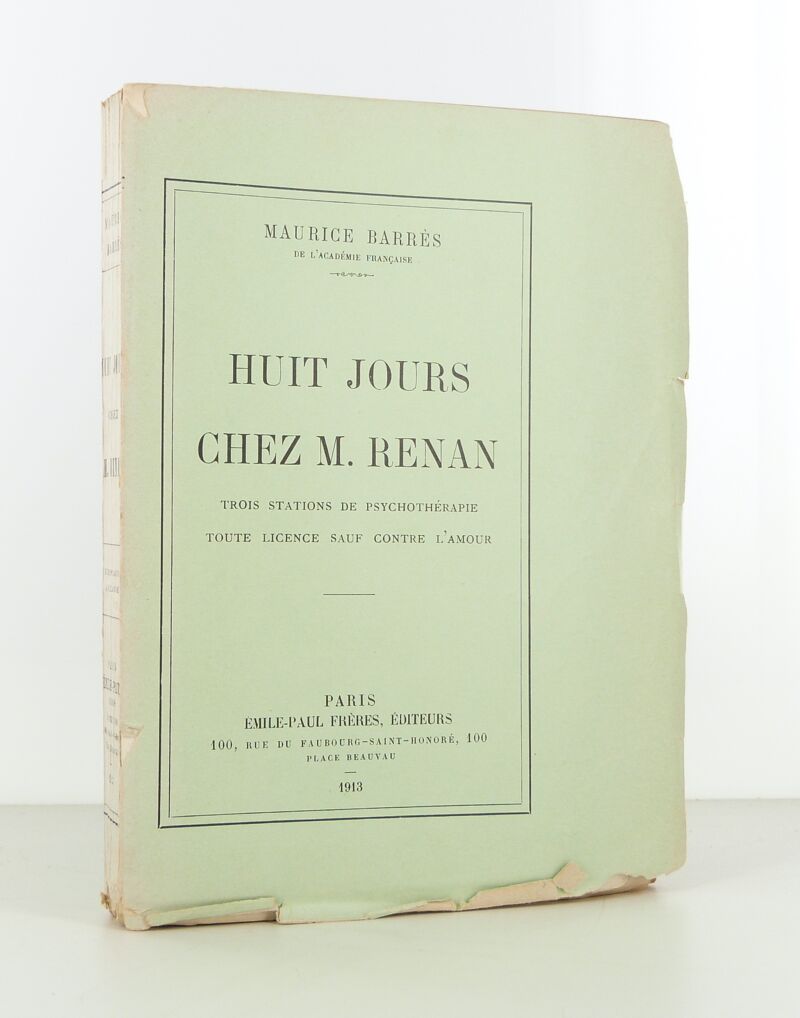 MAURICE BARRÈS
DE L'ACADÉMIE FRANÇAISE
HUIT JOURS
CHEZ M. RENAN
TROIS STATIONS DE PSYCHOTHÉRAPIE
TOUTE LICENCE SAUF CONTRE L'AMOUR
PARIS
EMILE-PAUL FRÈRES, ÉDITEURS
100, RUE DU FAUBOURG-SAINT-HONORÉ, 100
PLACE BEAUVAU
1913